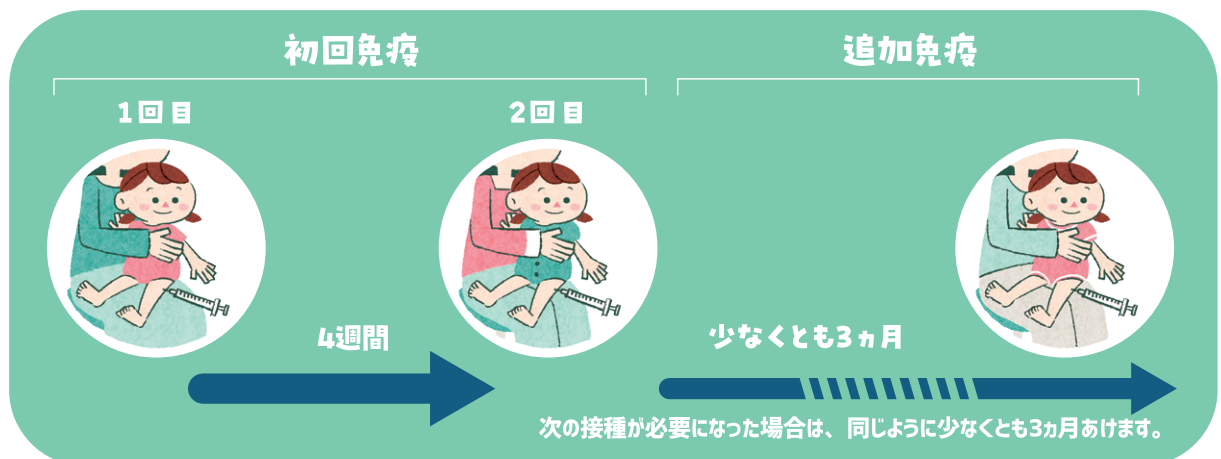 初回免疫
追加免疫
1回目
2回目
4週間
少なくとも3ヵ月
次の接種が必要になった場合は、同じように少なくとも3ヵ月あけます。